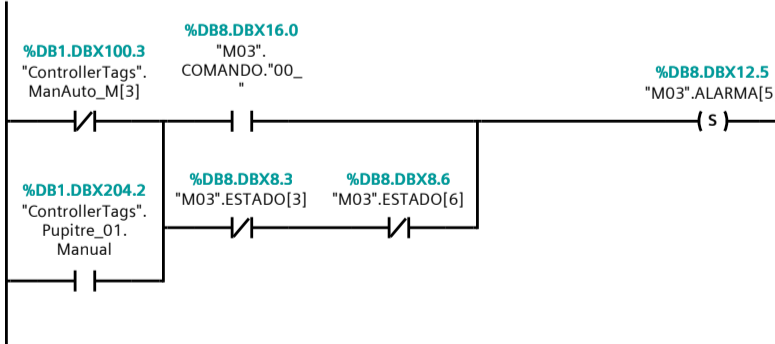 %DB8.DBX16.0
"M03".
COMANDO."00_
"
%DB1.DBX100.3
"ControllerTags".
ManAuto_M[3]
%DB8.DBX12.5
"M03".ALARMA[5
S
%DB1.DBX204.2
"ControllerTags".
Pupitre_01.
Manual
%DB8.DBX8.3
"M03".ESTADO[3]
%DB8.DBX8.6
"M03".ESTADO[6]